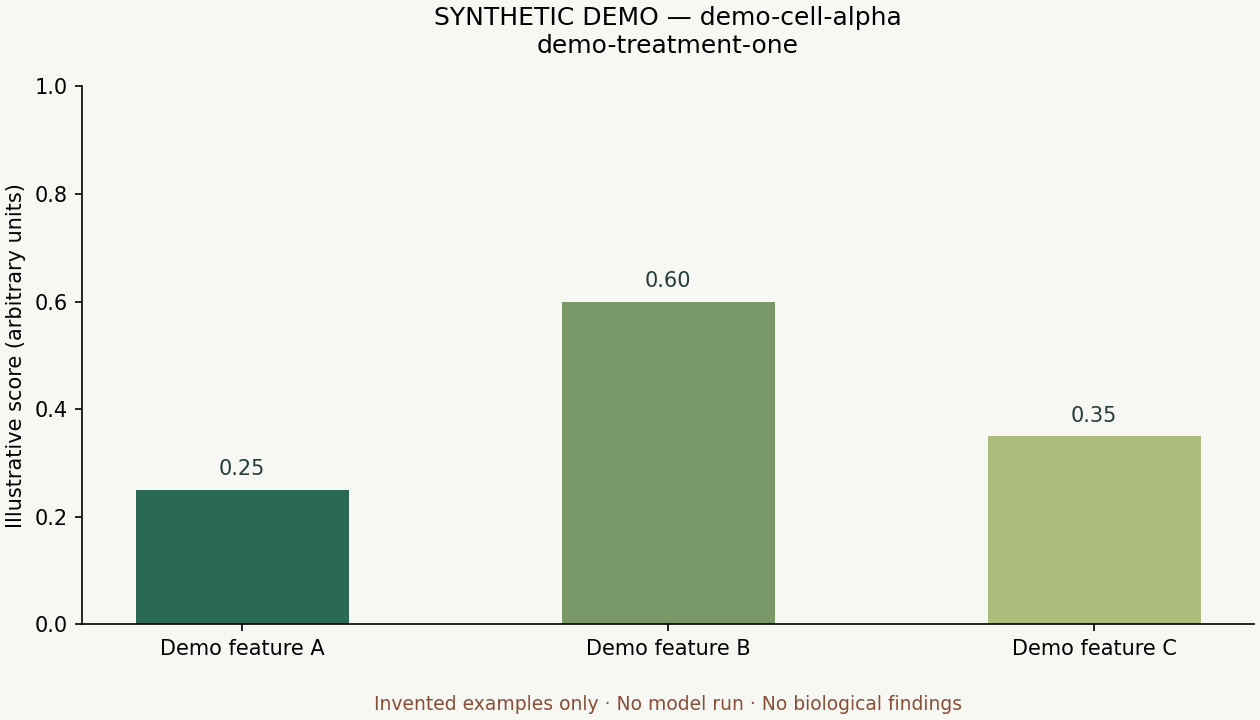 SYNTHETIC DEMO — demo-cell-alpha
demo-treatment-one
Illustrative score (arbitrary units)
1.0
0.8
0.6
0.4
0.2
0.0
0.25
0.60
0.35
Demo feature A
Demo feature B
Demo feature C
Invented examples only · No model run · No biological findings